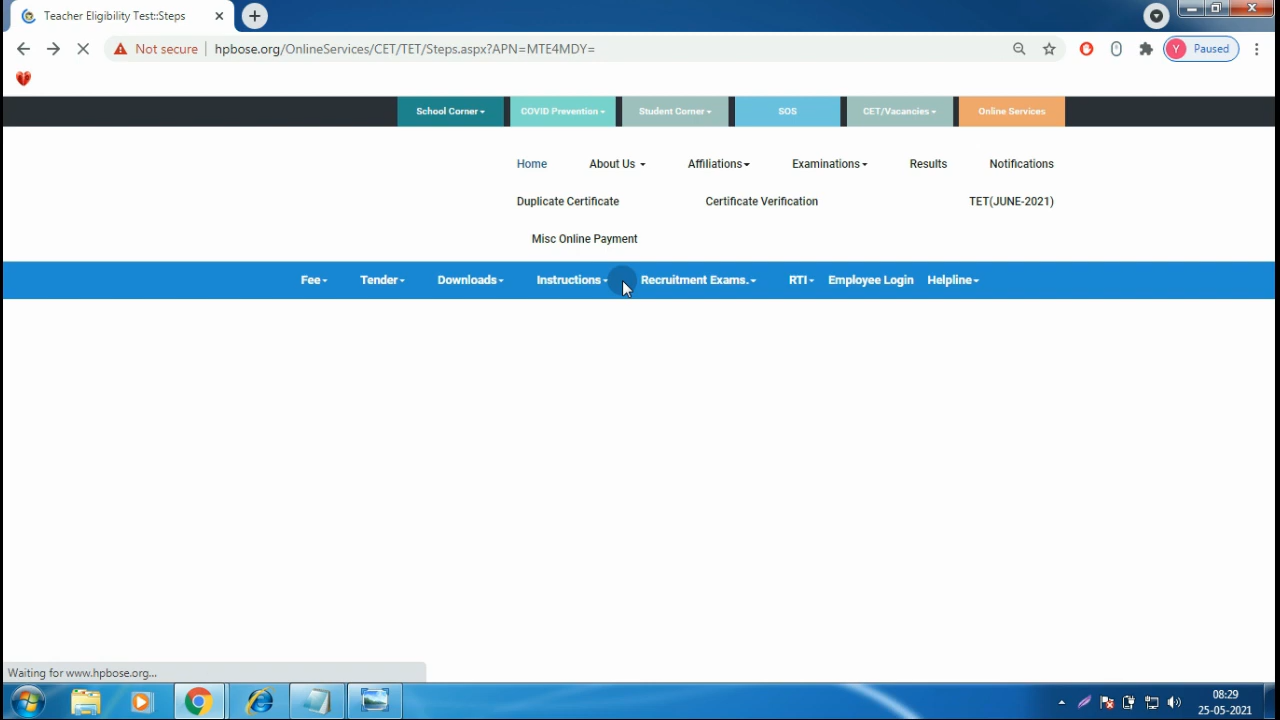 Teacher Eligibility Test::Steps
Not secure hpbose.org/OnlineServices/CET/TET/Steps.aspx?APN=MTE4MDY=
Y Paused
School Corner COVID Prevention Student Corner SOS CET/Vacancies Online Services
Home About Us Affiliations Examinations Results Notifications
Duplicate Certificate Certificate Verification TET(JUNE-2021)
Misc Online Payment
Fee Tender Downloads Instructions Recruitment Exams. RTI Employee Login Helpline
Waiting for www.hpbose.org...
08:29
25-05-2021